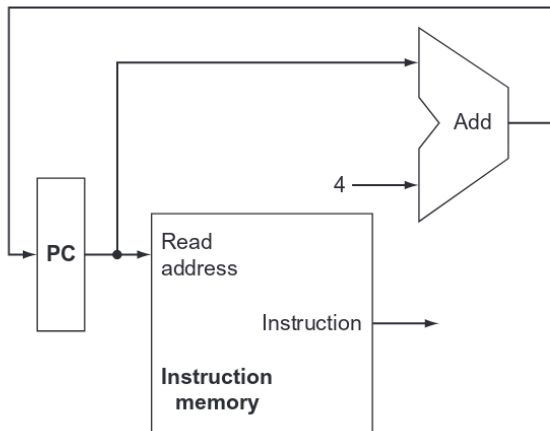 Add
4
PC
Read
address
Instruction
Instruction
memory